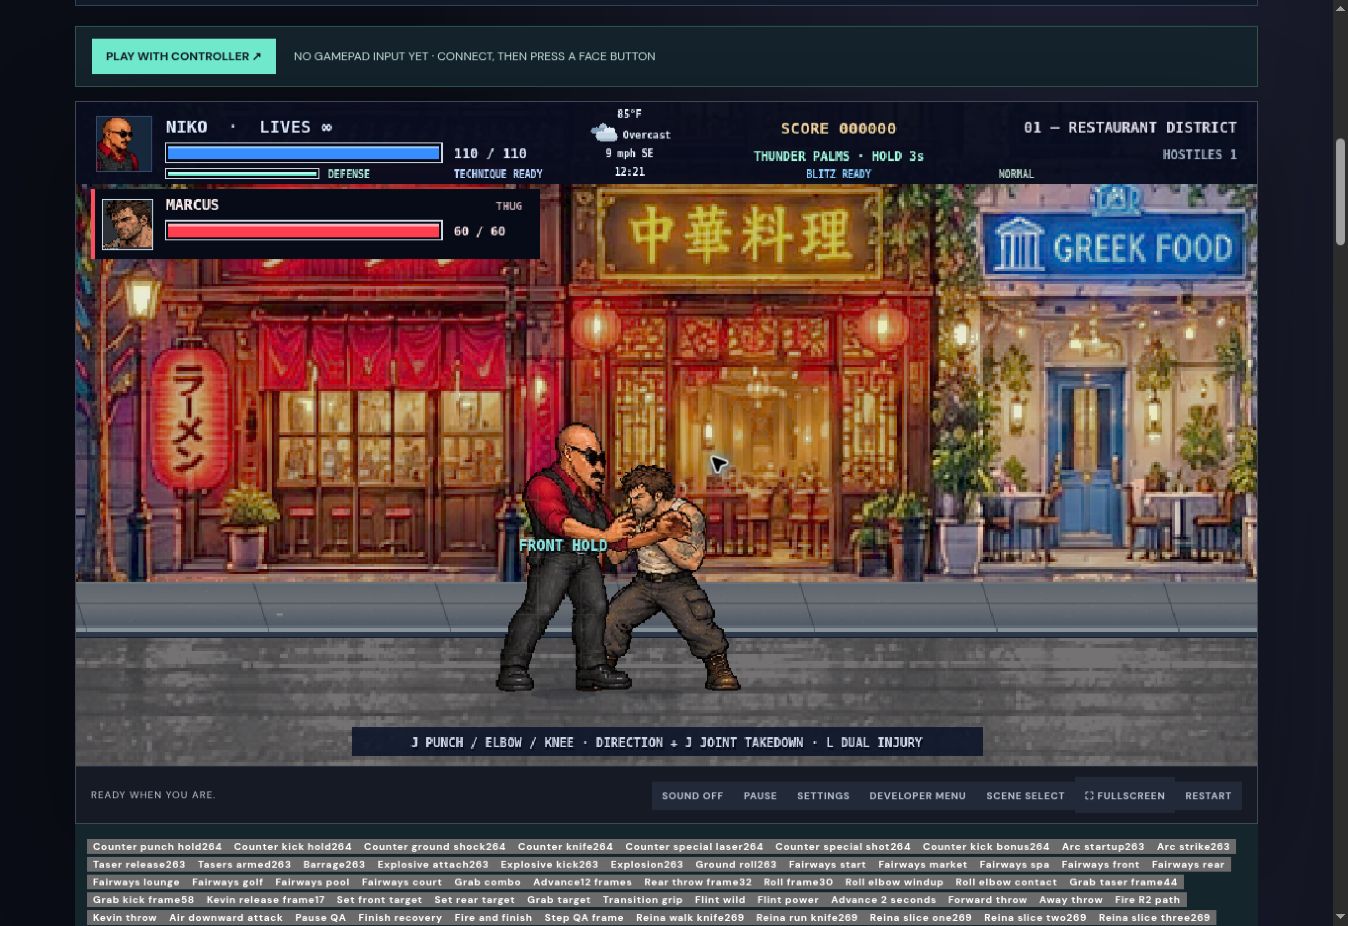 PLAY WITH CONTROLLER ↗
NO GAMEPAD INPUT YET · CONNECT, THEN PRESS A FACE BUTTON
NIKO · LIVES ∞
110 / 110
DEFENSE
TECHNIQUE READY
85°F
Overcast
9 mph SE
12:21
SCORE 000000
THUNDER PALMS · HOLD 3s
BLITZ READY
01 — RESTAURANT DISTRICT
HOSTILES 1
NORMAL
MARCUS
THUG
60 / 60
中華料理
GREEK FOOD
ラーメン
FRONT HOLD
J PUNCH / ELBOW / KNEE · DIRECTION + J JOINT TAKEDOWN · L DUAL INJURY
READY WHEN YOU ARE.
SOUND OFF PAUSE SETTINGS DEVELOPER MENU SCENE SELECT ⛶ FULLSCREEN RESTART
Counter punch hold264 Counter kick hold264 Counter ground shock264 Counter knife264 Counter special laser264 Counter special shot264 Counter kick bonus264 Arc startup263 Arc strike263
Taser release263 Tasers armed263 Barrage263 Explosive attach263 Explosive kick263 Explosion263 Ground roll263 Fairways start Fairways market Fairways spa Fairways front Fairways rear
Fairways lounge Fairways golf Fairways pool Fairways court Grab combo Advance12 frames Rear throw frame32 Roll frame30 Roll elbow windup Roll elbow contact Grab taser frame44
Grab kick frame58 Kevin release frame17 Set front target Set rear target Grab target Transition grip Flint wild Flint power Advance 2 seconds Forward throw Away throw Fire R2 path
Kevin throw Air downward attack Pause QA Finish recovery Fire and finish Step QA frame Reina walk knife269 Reina run knife269 Reina slice one269 Reina slice two269 Reina slice three269